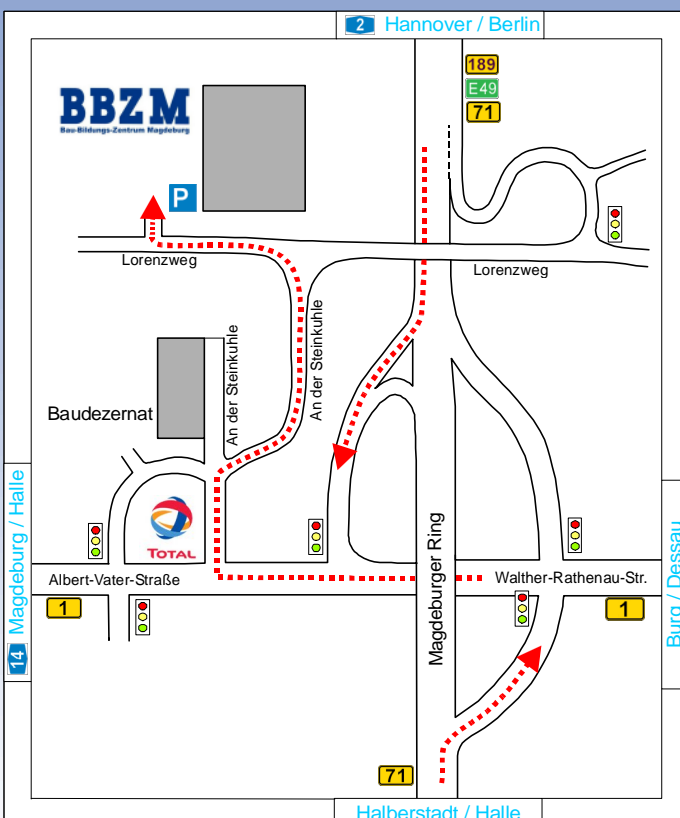 2 Hannover / Berlin
189
E49
71
BBZM
Bau-Bildungs-Zentrum Magdeburg
P
Lorenzweg
Lorenzweg
An der Steinkuhle
An der Steinkuhle
Baudezernat
TOTAL
14 Magdeburg / Halle
Albert-Vater-Straße
1
Magdeburger Ring
Walther-Rathenau-Str.
1
Burg / Dessau
71
Halberstadt / Halle